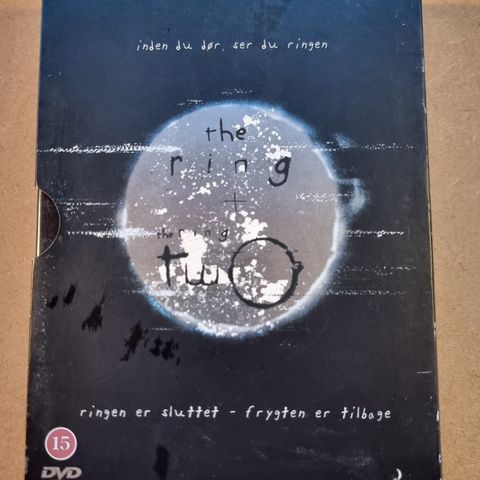 inden du dør, ser du ringen
the
ring
+
the ring
two
ringen er sluttet - frygten er tilbage
15
DVD